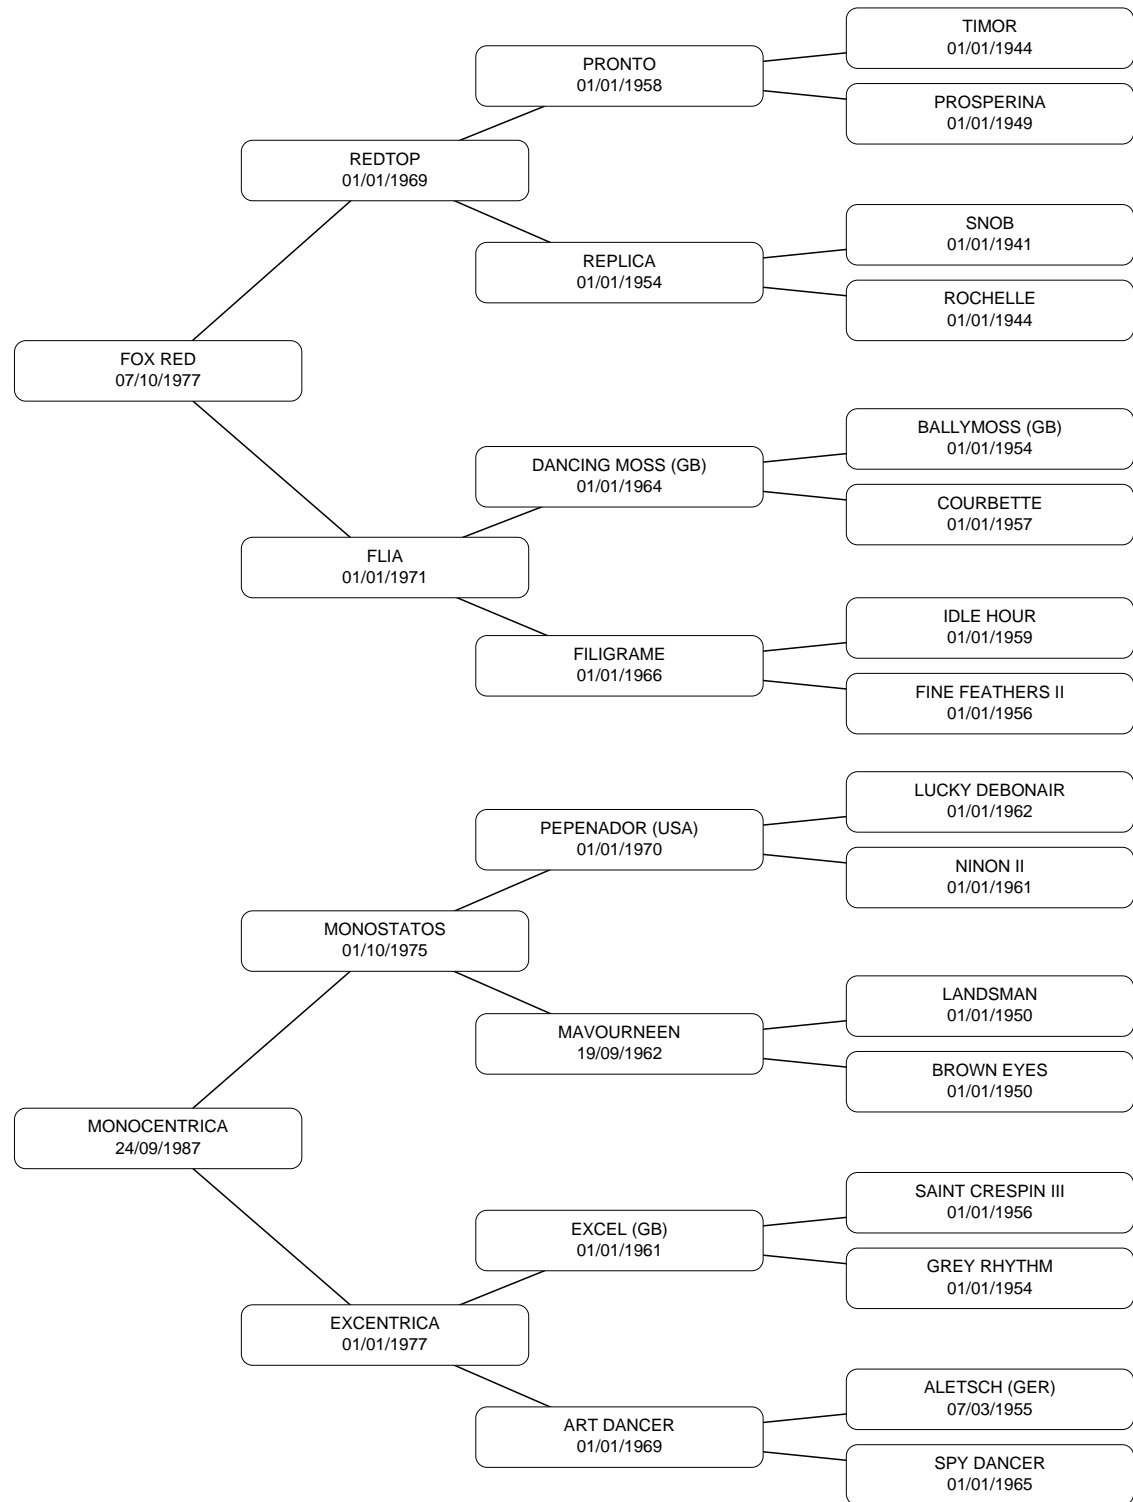 TIMOR
01/01/1944
PRONTO
01/01/1958
PROSPERINA
01/01/1949
REDTOP
01/01/1969
SNOB
01/01/1941
REPLICA
01/01/1954
ROCHELLE
01/01/1944
FOX RED
07/10/1977
BALLYMOSS (GB)
01/01/1954
DANCING MOSS (GB)
01/01/1964
COURBETTE
01/01/1957
FLIA
01/01/1971
IDLE HOUR
01/01/1959
FILIGRAME
01/01/1966
FINE FEATHERS II
01/01/1956
LUCKY DEBONAIR
01/01/1962
PEPENADOR (USA)
01/01/1970
NINON II
01/01/1961
MONOSTATOS
01/10/1975
LANDSMAN
01/01/1950
MAVOURNEEN
19/09/1962
BROWN EYES
01/01/1950
MONOCENTRICA
24/09/1987
SAINT CRESPIN III
01/01/1956
EXCEL (GB)
01/01/1961
GREY RHYTHM
01/01/1954
EXCENTRICA
01/01/1977
ALETSCH (GER)
07/03/1955
ART DANCER
01/01/1969
SPY DANCER
01/01/1965